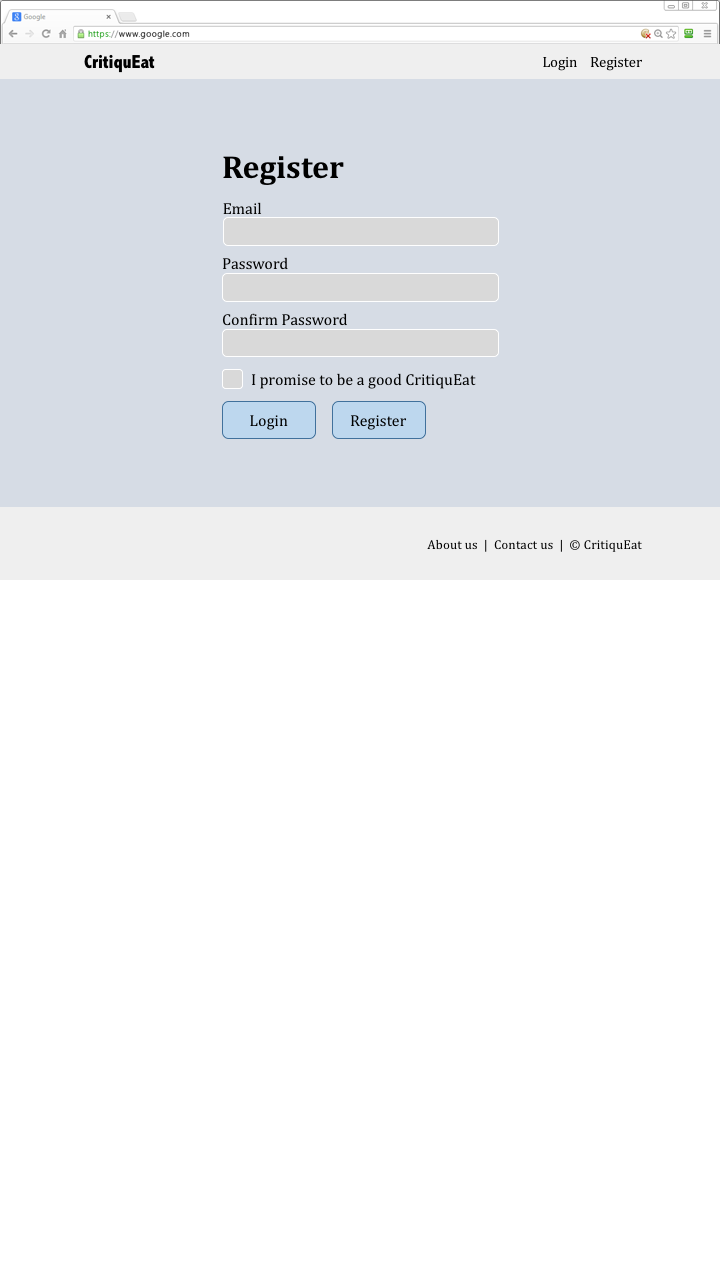 Google
https://www.google.com
CritiquEat
Login Register
Register
Email
Password
Confirm Password
I promise to be a good CritiquEat
Login Register
About us | Contact us | © CritiquEat